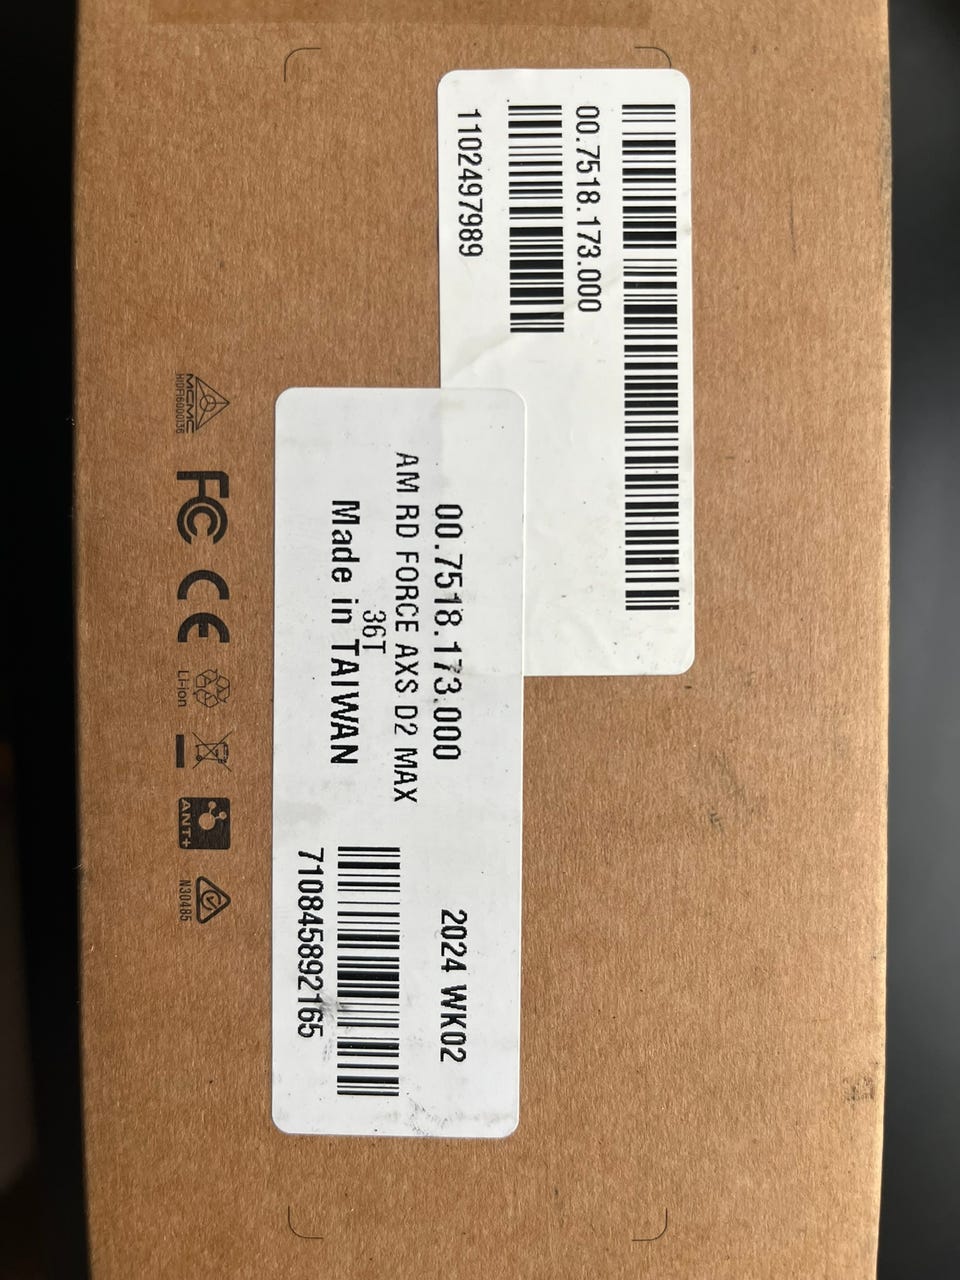 00.7518.173.000
1102497989
00.7518.173.000
2024 WK02
AM RD FORCE AXS D2 MAX
36T
Made in TAIWAN
710845892165
MCMC
HIDF16000136
FC
CE
Li-ion
ANT+
N30485